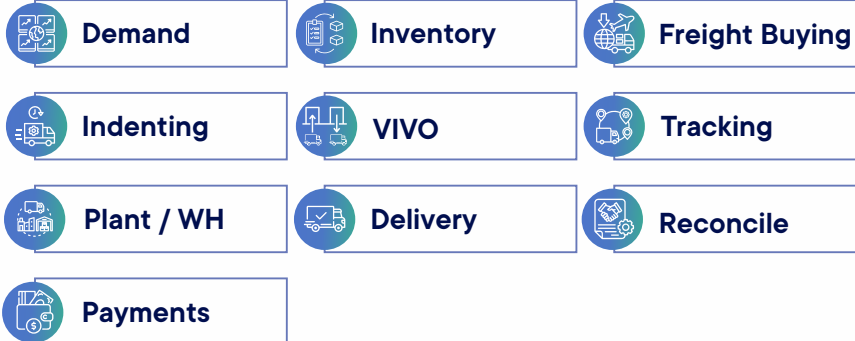 Demand
Inventory
Freight Buying
Indenting
VIVO
Tracking
Plant / WH
Delivery
Reconcile
Payments